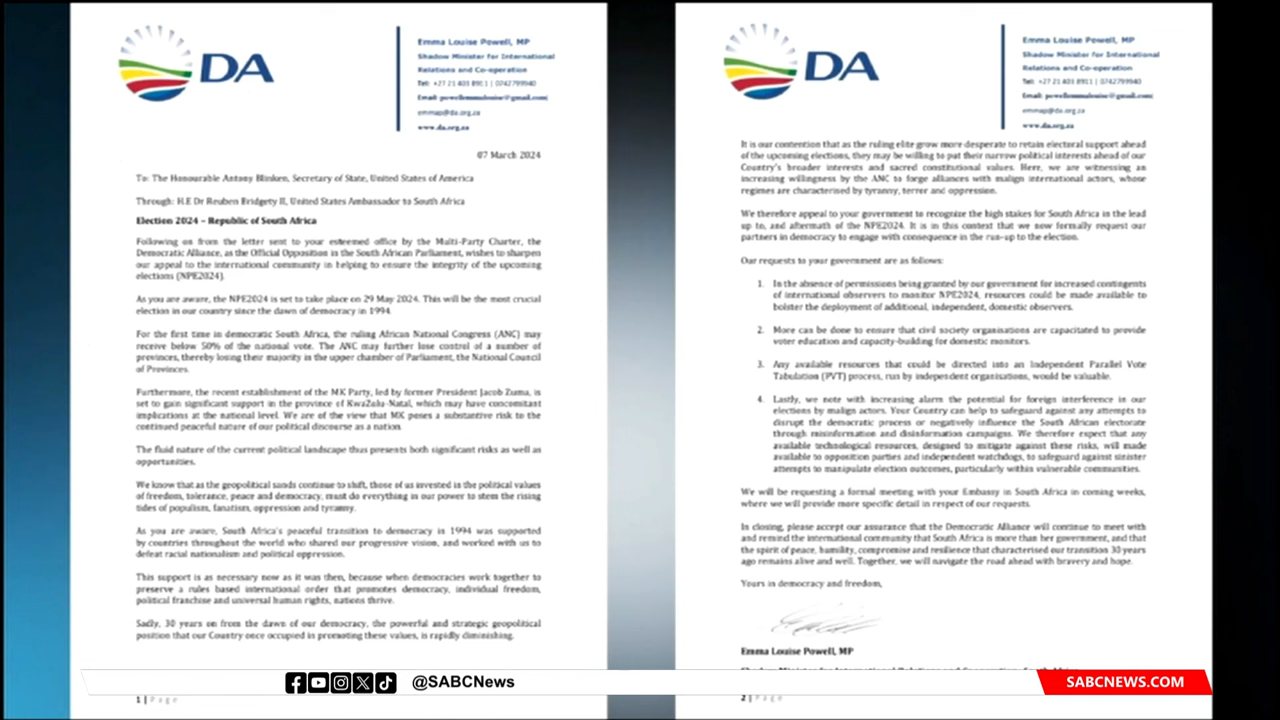 DA
Emma Louise Powell, MP
Shadow Minister for International
Relations and Co-operation
Tel: +27 21 403 8911 | 0742799940
Email: powellemmalouise@gmail.com
emmap@da.org.za
www.da.org.za
07 March 2024
To: The Honourable Antony Blinken, Secretary of State, United States of America
Through: H.E Dr Reuben Bridgety II, United States Ambassador to South Africa
Election 2024 – Republic of South Africa
Following on from the letter sent to your esteemed office by the Multi-Party Charter, the
Democratic Alliance, as the Official Opposition in the South African Parliament, wishes to sharpen
our appeal to the international community in helping to ensure the integrity of the upcoming
elections (NPE2024).
As you are aware, the NPE2024 is set to take place on 29 May 2024. This will be the most crucial
election in our country since the dawn of democracy in 1994.
For the first time in democratic South Africa, the ruling African National Congress (ANC) may
receive below 50% of the national vote. The ANC may further lose control of a number of
provinces, thereby losing their majority in the upper chamber of Parliament, the National Council
of Provinces.
Furthermore, the recent establishment of the MK Party, led by former President Jacob Zuma, is
set to gain significant support in the province of KwaZulu-Natal, which may have concomitant
implications at the national level. We are of the view that MK poses a substantive risk to the
continued peaceful nature of our political discourse as a nation.
The fluid nature of the current political landscape thus presents both significant risks as well as
opportunities.
We know that as the geopolitical sands continue to shift, those of us invested in the political values
of freedom, tolerance, peace and democracy, must do everything in our power to stem the rising
tides of populism, fanatism, oppression and tyranny.
As you are aware, South Africa's peaceful transition to democracy in 1994 was supported
by countries throughout the world who shared our progressive vision, and worked with us to
defeat racial nationalism and political oppression.
This support is as necessary now as it was then, because when democracies work together to
preserve a rules based international order that promotes democracy, individual freedom,
political franchise and universal human rights, nations thrive.
Sadly, 30 years on from the dawn of our democracy, the powerful and strategic geopolitical
position that our Country once occupied in promoting these values, is rapidly diminishing.
1 | Page
DA
Emma Louise Powell, MP
Shadow Minister for International
Relations and Co-operation
Tel: +27 21 403 8911 | 0742799940
Email: powellemmalouise@gmail.com
emmap@da.org.za
www.da.org.za
It is our contention that as the ruling elite grow more desperate to retain electoral support ahead
of the upcoming elections, they may be willing to put their narrow political interests ahead of our
Country's broader interests and sacred constitutional values. Here, we are witnessing an
increasing willingness by the ANC to forge alliances with malign international actors, whose
regimes are characterised by tyranny, terror and oppression.
We therefore appeal to your government to recognize the high stakes for South Africa in the lead
up to, and aftermath of the NPE2024. It is in this context that we now formally request our
partners in democracy to engage with consequence in the run-up to the election.
Our requests to your government are as follows:
1. In the absence of permissions being granted by our government for increased contingents
of international observers to monitor NPE2024, resources could be made available to
bolster the deployment of additional, independent, domestic observers.
2. More can be done to ensure that civil society organisations are capacitated to provide
voter education and capacity-building for domestic monitors.
3. Any available resources that could be directed into an Independent Parallel Vote
Tabulation (PVT) process, run by independent organisations, would be valuable.
4. Lastly, we note with increasing alarm the potential for foreign interference in our
elections by malign actors. Your Country can help to safeguard against any attempts to
disrupt the democratic process or negatively influence the South African electorate
through misinformation and disinformation campaigns. We therefore expect that any
available technological resources, designed to mitigate against these risks, will made
available to opposition parties and independent watchdogs, to safeguard against sinister
attempts to manipulate election outcomes, particularly within vulnerable communities.
We will be requesting a formal meeting with your Embassy in South Africa in coming weeks,
where we will provide more specific detail in respect of our requests.
In closing, please accept our assurance that the Democratic Alliance will continue to meet with
and remind the international community that South Africa is more than her government, and that
the spirit of peace, humility, compromise and resilience that characterised our transition 30 years
ago remains alive and well. Together, we will navigate the road ahead with bravery and hope.
Yours in democracy and freedom,
Emma Louise Powell, MP
2 | Page
@SABCNews
SABCNEWS.COM